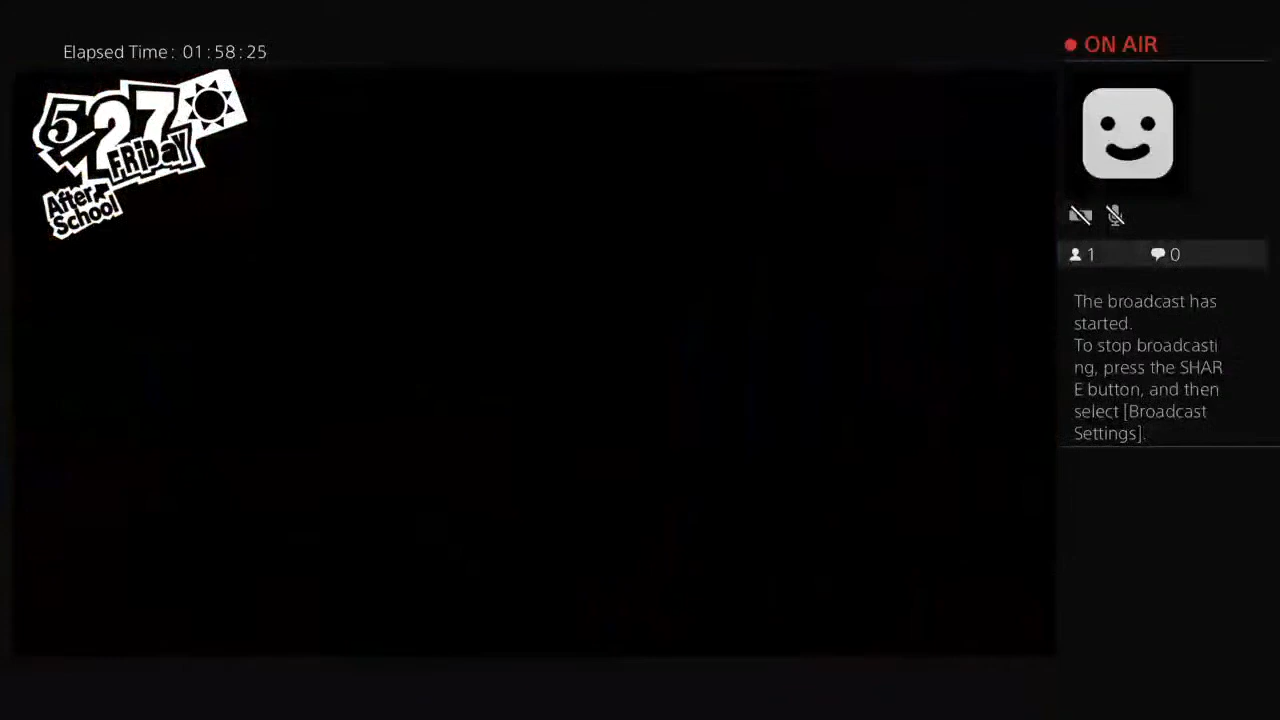 Elapsed Time: 01:58:25
ON AIR
5/27
FRiDaY
After
School
1
0
The broadcast has
started.
To stop broadcasti
ng, press the SHAR
E button, and then
select [Broadcast
Settings].